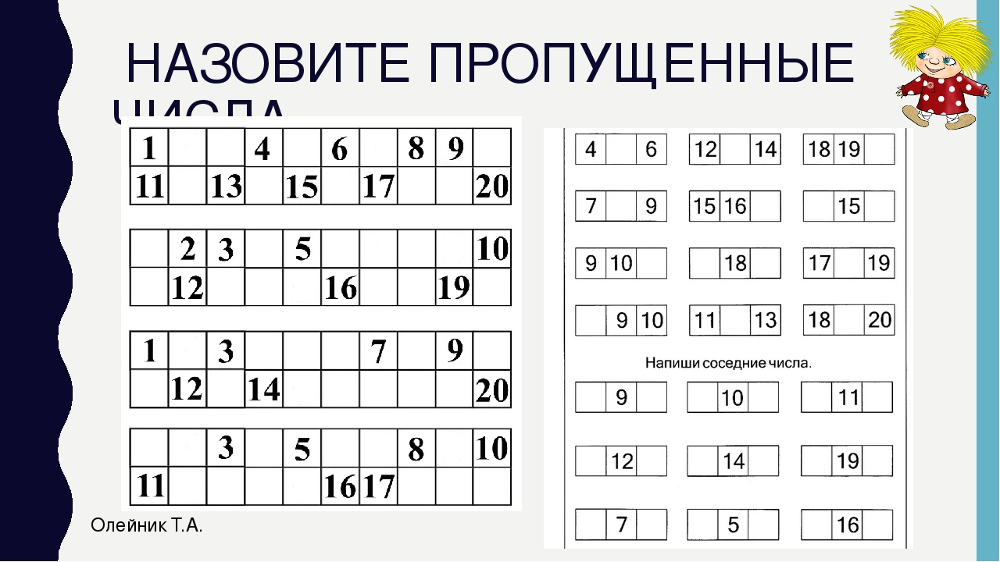 НАЗОВИТЕ ПРОПУЩЕННЫЕ
ЧИСЛА
1 4 6 8 9
11 13 15 17 20
2 3 5 10
12 16 19
1 3 7 9
12 14 20
3 5 8 10
11 16 17
4 6 12 14 18 19
7 9 15 16 15
9 10 18 17 19
9 10 11 13 18 20
Напиши соседние числа.
9 10 11
12 14 19
7 5 16
Олейник Т.А.